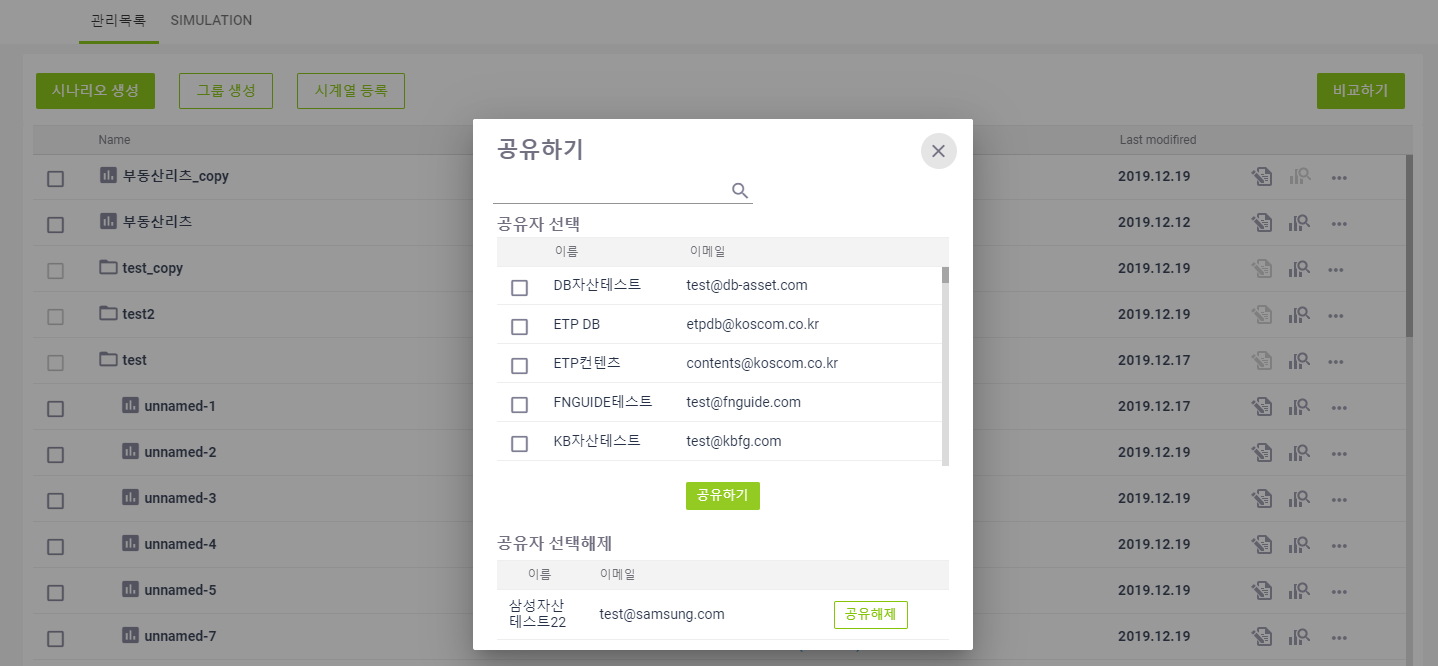 관리목록 SIMULATION
시나리오 생성 그룹 생성 시계열 등록 비교하기
Name Last modifired
부동산리츠_copy 2019.12.19
부동산리츠 2019.12.12
test_copy 2019.12.19
test2 2019.12.19
test 2019.12.17
unnamed-1 2019.12.17
unnamed-2 2019.12.19
unnamed-3 2019.12.19
unnamed-4 2019.12.19
unnamed-5 2019.12.19
unnamed-7 2019.12.19
공유하기
공유자 선택
이름 이메일
DB자산테스트 test@db-asset.com
ETP DB etpdb@koscom.co.kr
ETP컨텐츠 contents@koscom.co.kr
FNGUIDE테스트 test@fnguide.com
KB자산테스트 test@kbfg.com
공유하기
공유자 선택해제
이름 이메일
삼성자산
테스트22 test@samsung.com 공유해제